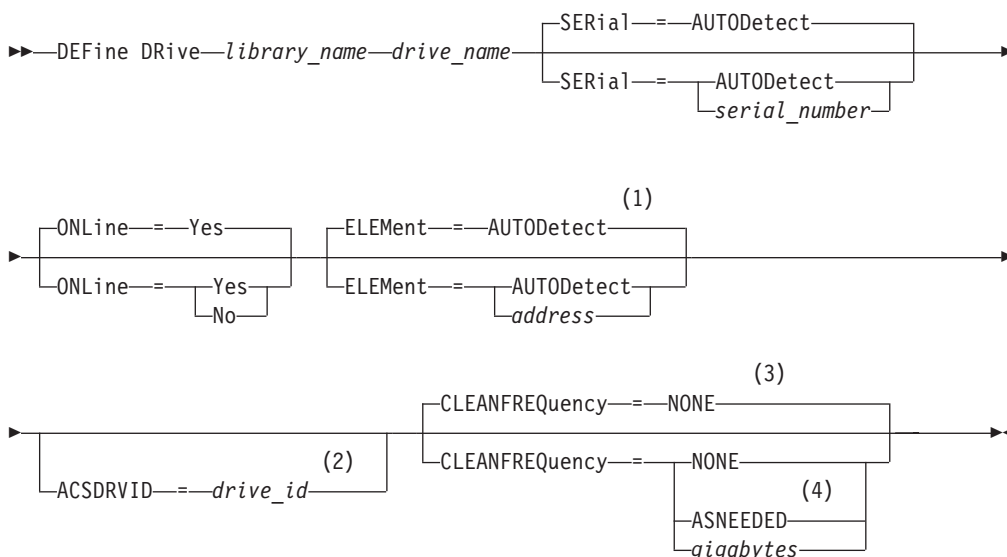 SERial = AUTODetect
DEFine DRive library_name drive_name
SERial = AUTODetect
serial_number
(1)
ONLine = Yes ELEMent = AUTODetect
ONLine = Yes ELEMent = AUTODetect
No address
(3)
CLEANFREQuency = NONE
(2) CLEANFREQuency = NONE
ACSDRVID = drive_id (4)
ASNEEDED
gigabytes